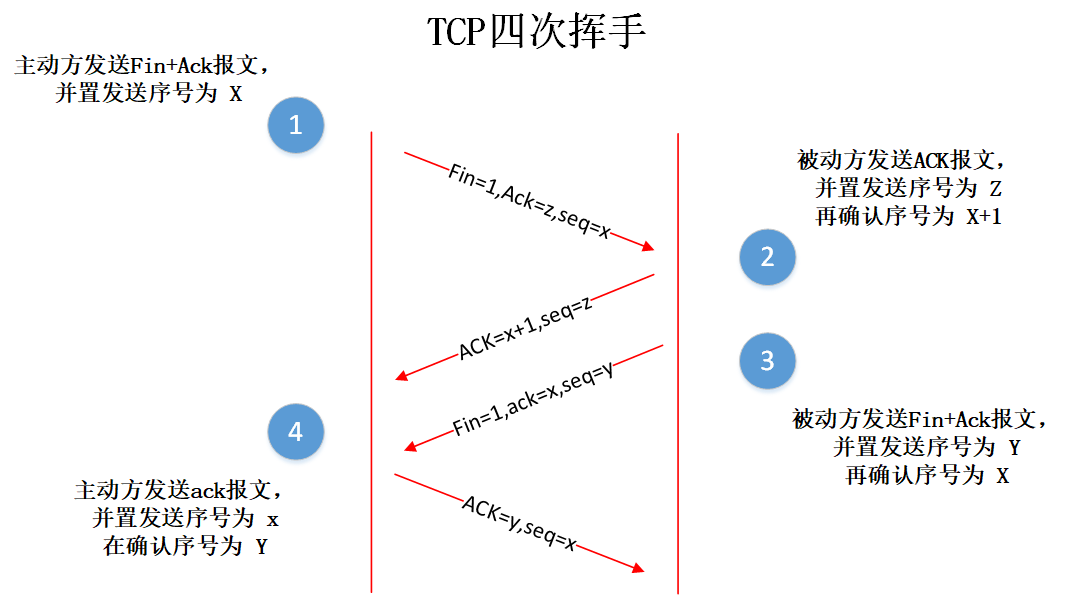 TCP四次挥手
主动方发送Fin+Ack报文，
并置发送序号为 X
1
Fin=1,Ack=z,seq=x
被动方发送ACK报文，
并置发送序号为 Z
再确认序号为 X+1
2
ACK=x+1,seq=z
3
Fin=1,ack=x,seq=y
被动方发送Fin+Ack报文，
并置发送序号为 Y
再确认序号为 X
4
主动方发送ack报文，
并置发送序号为 x
在确认序号为 Y
ACK=y,seq=x